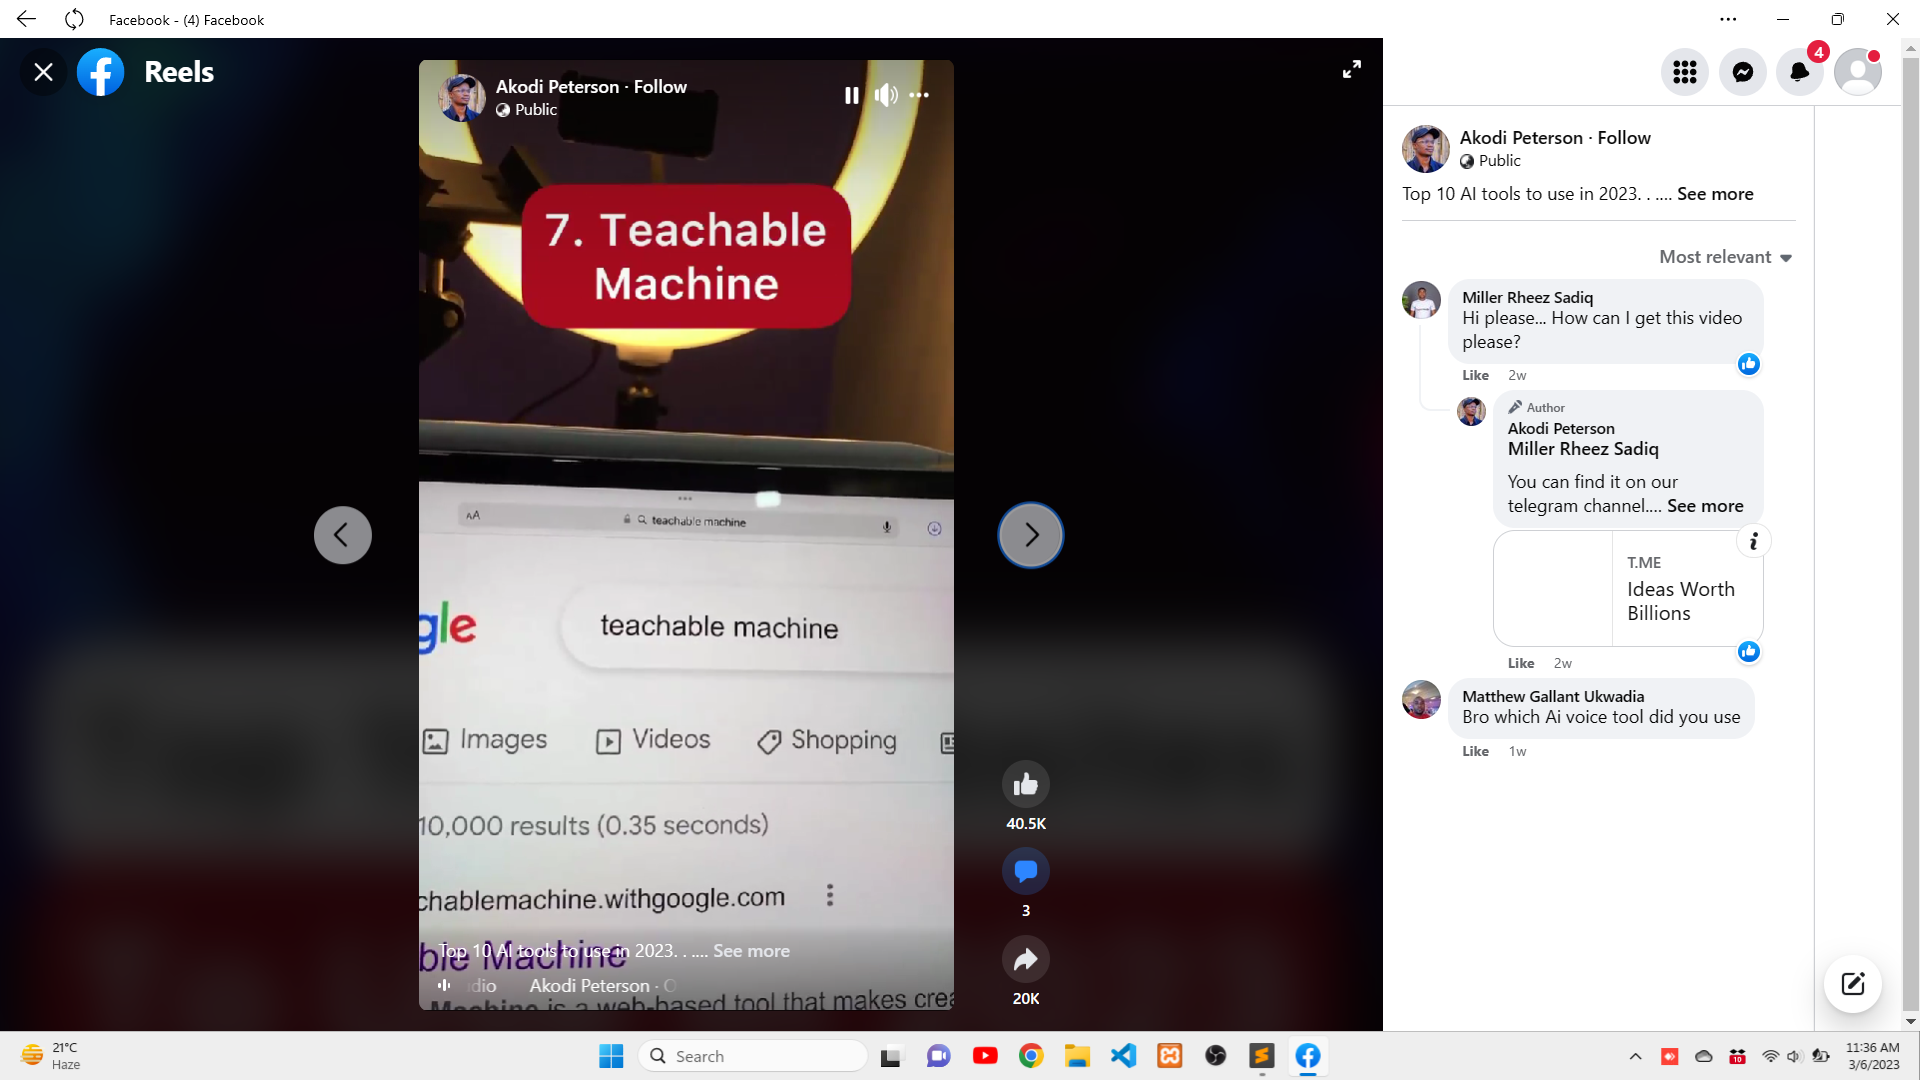 Facebook - (4) Facebook
Reels
Akodi Peterson · Follow
Public
7. Teachable
Machine
AA
teachable machine
gle
teachable machine
Images
Videos
Shopping
10,000 results (0.35 seconds)
chablemachine.withgoogle.com
ble Machine
Top 10 AI tools to use in 2023. . .... See more
dio
Akodi Peterson ·
Machine is a web-based tool that makes crea
40.5K
3
20K
4
Akodi Peterson · Follow
Public
Top 10 AI tools to use in 2023. . .... See more
Most relevant
Miller Rheez Sadiq
Hi please... How can I get this video
please?
Like 2w
Author
Akodi Peterson
Miller Rheez Sadiq
You can find it on our
telegram channel.... See more
T.ME
Ideas Worth
Billions
Like 2w
Matthew Gallant Ukwadia
Bro which Ai voice tool did you use
Like 1w
21°C
Haze
Search
10
11:36 AM
3/6/2023